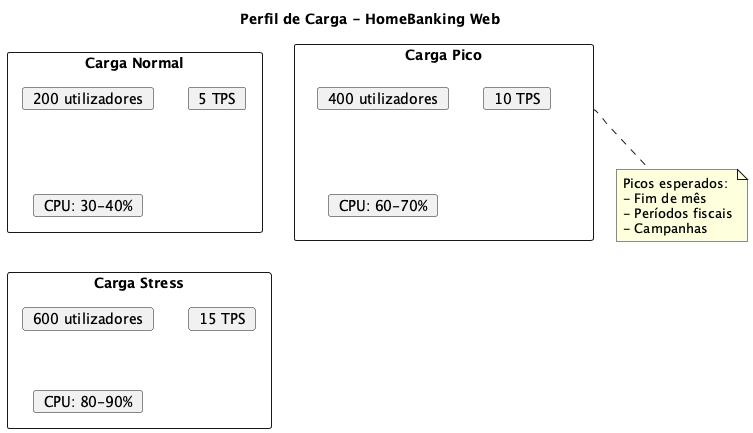 Perfil de Carga - HomeBanking Web
Carga Normal
200 utilizadores
5 TPS
CPU: 30-40%
Carga Pico
400 utilizadores
10 TPS
CPU: 60-70%
Picos esperados:
- Fim de mês
- Períodos fiscais
- Campanhas
Carga Stress
600 utilizadores
15 TPS
CPU: 80-90%